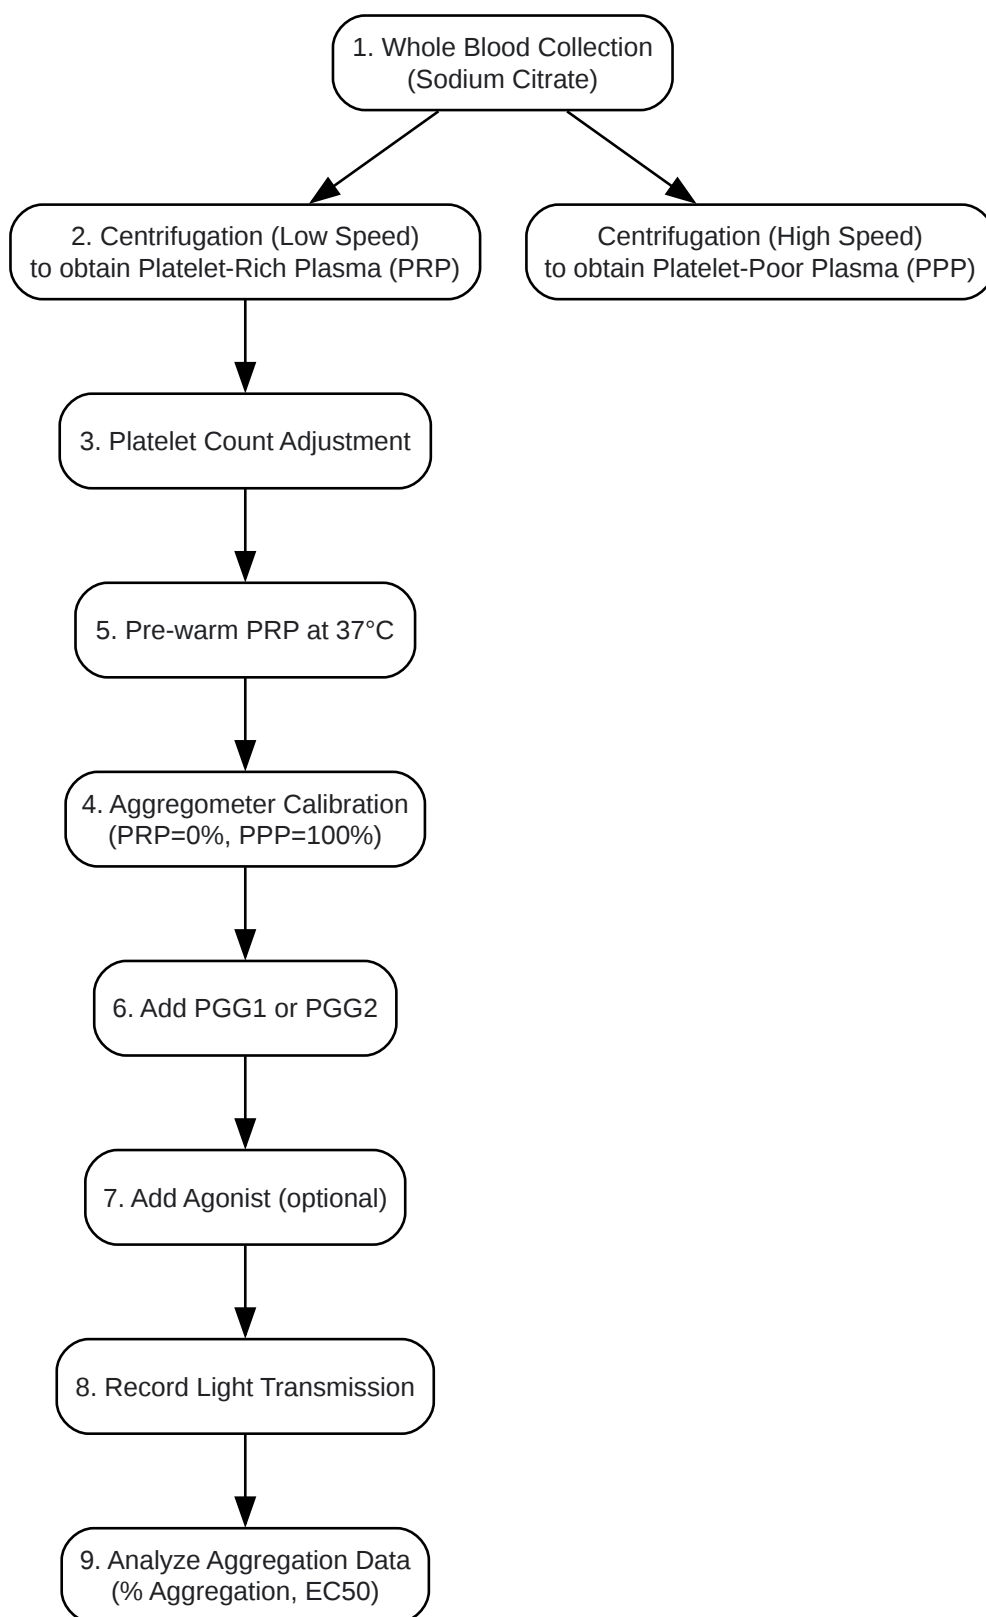 1. Whole Blood Collection
(Sodium Citrate)
2. Centrifugation (Low Speed)
to obtain Platelet-Rich Plasma (PRP)
Centrifugation (High Speed)
to obtain Platelet-Poor Plasma (PPP)
3. Platelet Count Adjustment
5. Pre-warm PRP at 37°C
4. Aggregometer Calibration
(PRP=0%, PPP=100%)
6. Add PGG1 or PGG2
7. Add Agonist (optional)
8. Record Light Transmission
9. Analyze Aggregation Data
(% Aggregation, EC50)